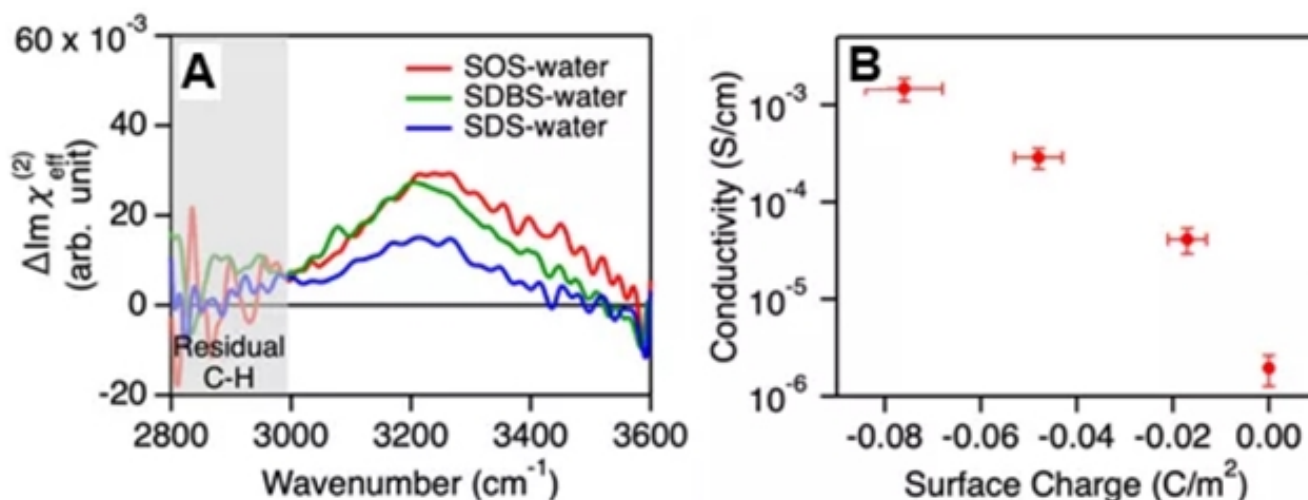 A
60 x 10⁻³
40
20
0
-20
ΔIm χ(2)eff
(arb. unit)
SOS-water
SDBS-water
SDS-water
Residual
C-H
2800 3000 3200 3400 3600
Wavenumber (cm⁻¹)
B
Conductivity (S/cm)
10⁻³
10⁻⁴
10⁻⁵
10⁻⁶
-0.08 -0.06 -0.04 -0.02 0.00
Surface Charge (C/m²)